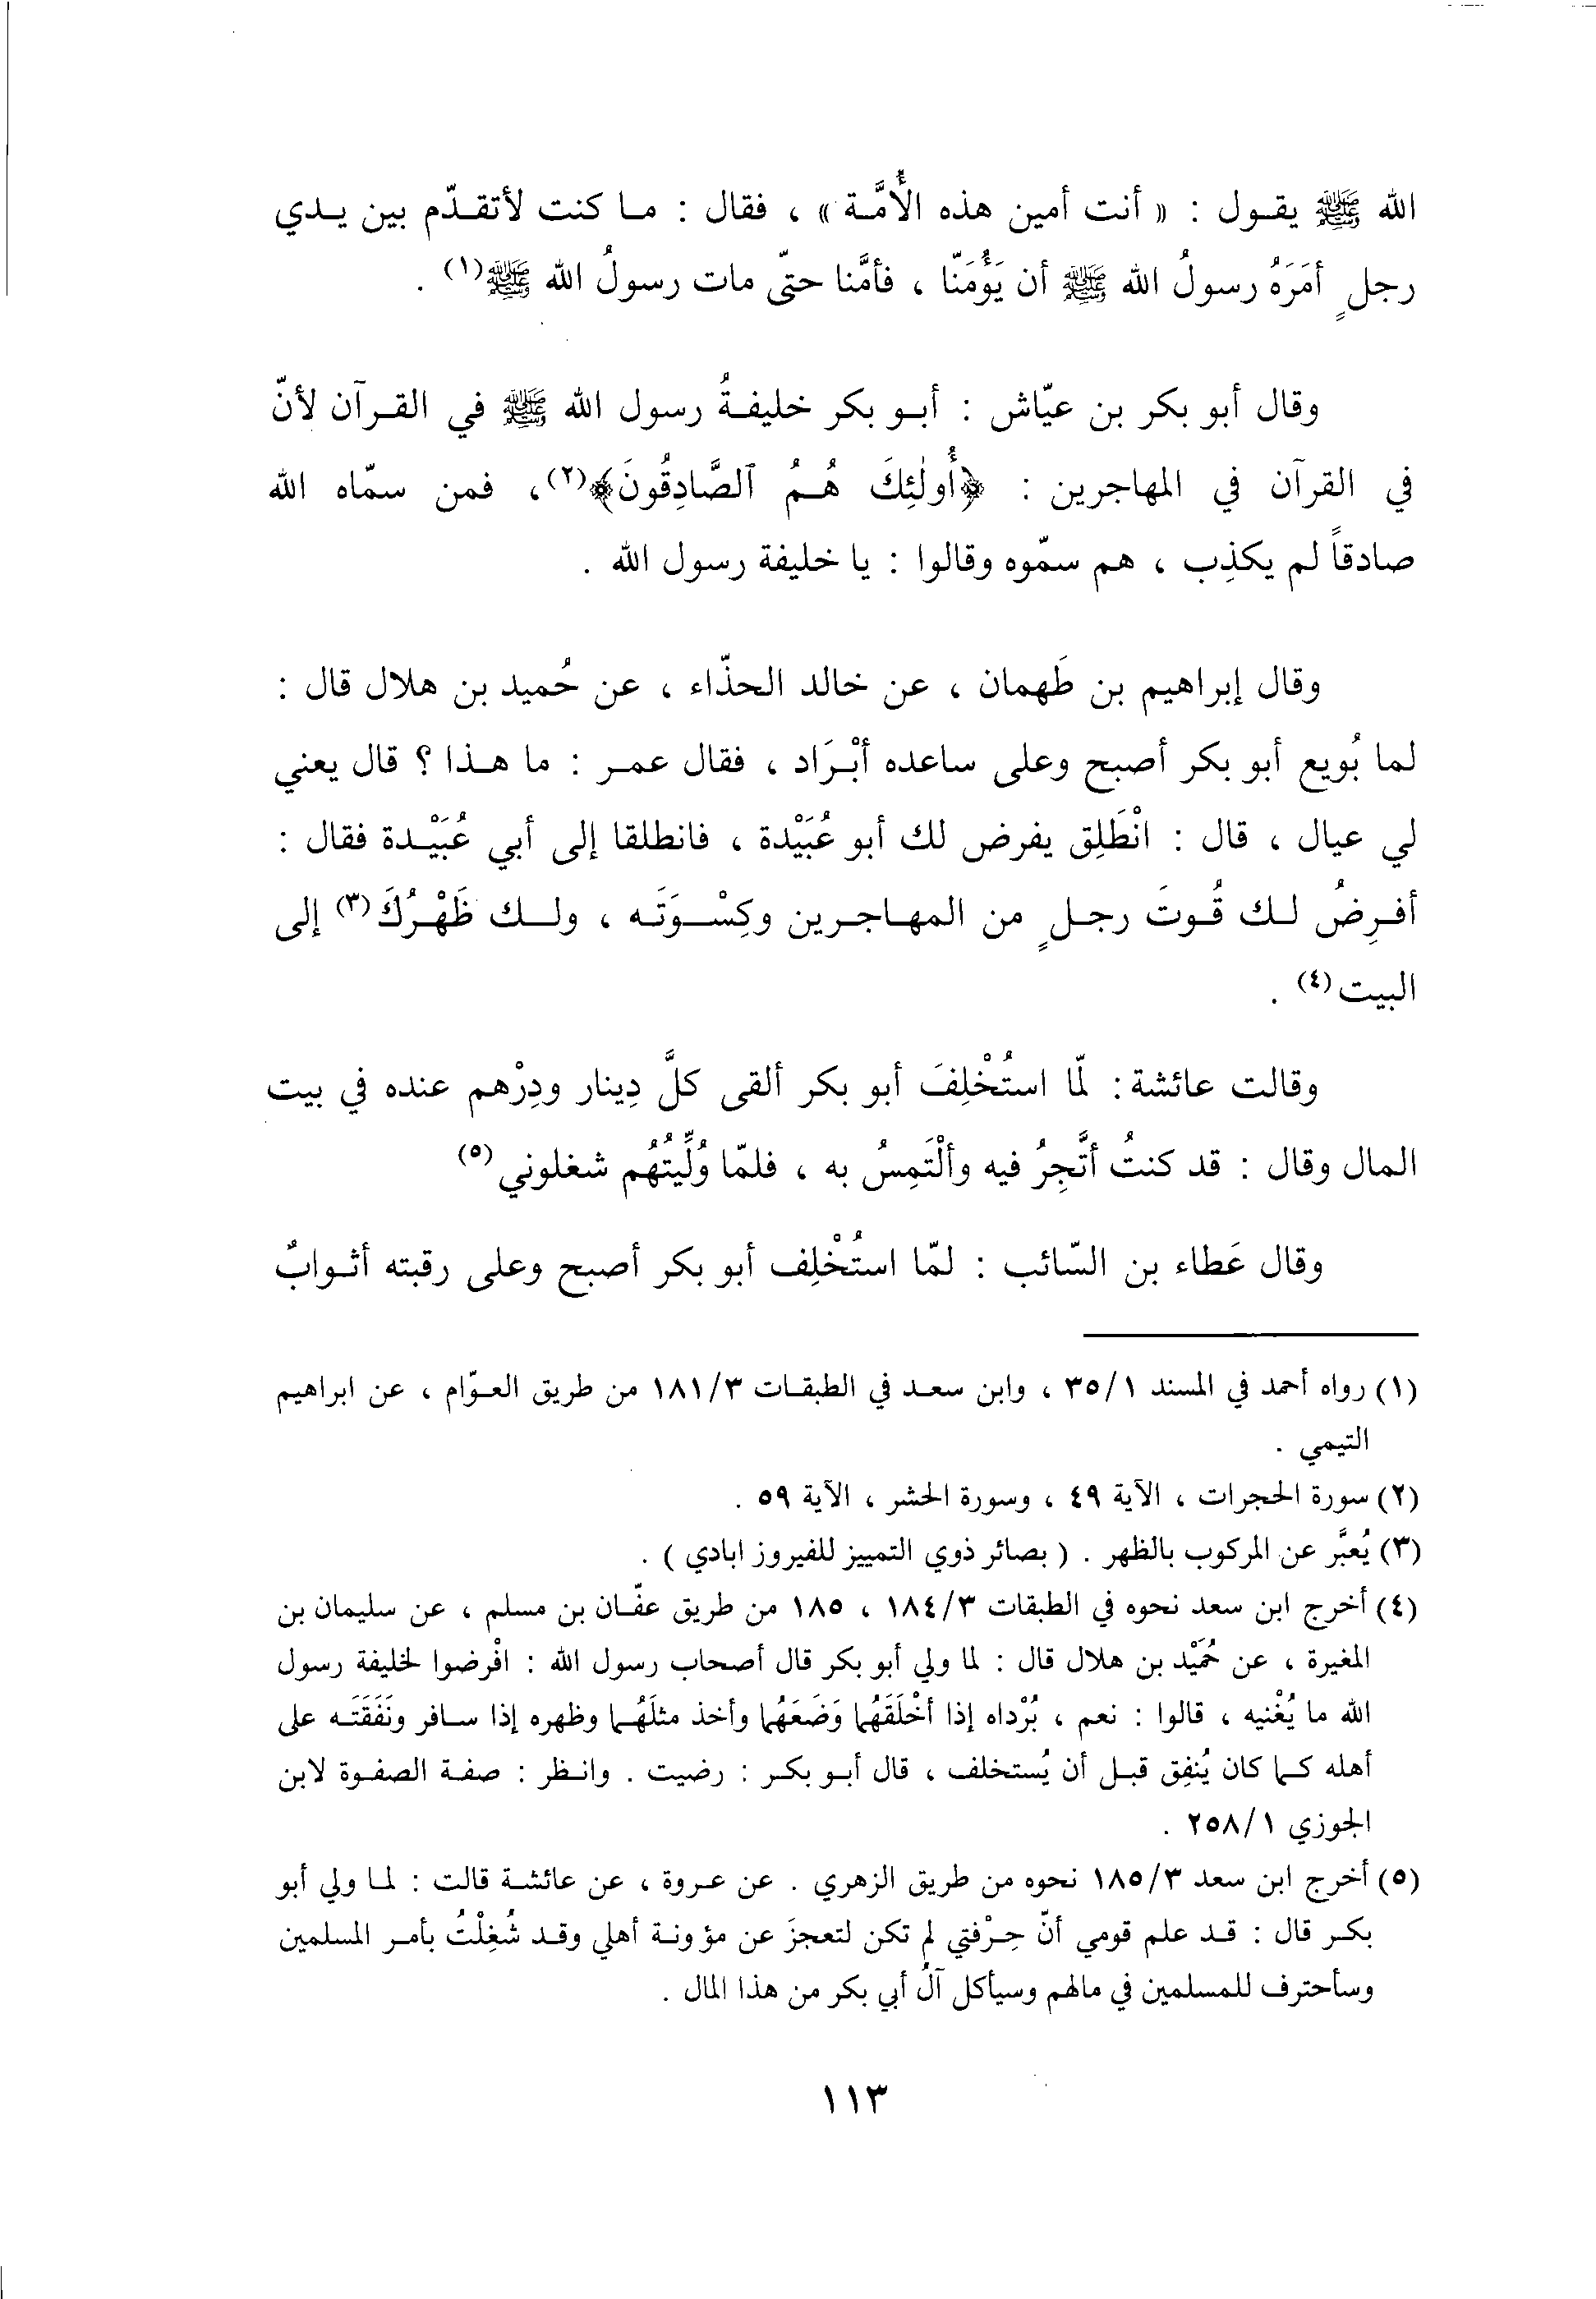 الله ﷺ يقول : « أنت أمين هذه الأُمَّة » ، فقال : ما كنت لأتقدّم بين يدي
رجلٍ أمَرَهُ رسولُ الله ﷺ أن يَؤُمَنّا ، فأمَّنا حتّى مات رسولُ الله ﷺ(١) .
وقال أبو بكر بن عيّاش : أبو بكر خليفةُ رسول الله ﷺ في القرآن لأنّ
في القرآن في المهاجرين : ﴿أُولٰئِكَ هُمُ ٱلصَّادِقُونَ﴾(٢)، فمن سمّاه الله
صادقاً لم يكذِب ، هم سمّوه وقالوا : يا خليفة رسول الله .
وقال إبراهيم بن طَهمان ، عن خالد الحذّاء ، عن حُميد بن هلال قال :
لما بُويع أبو بكر أصبح وعلى ساعده أبْرَاد ، فقال عمر : ما هذا ؟ قال يعني
لي عيال ، قال : انْطَلِق يفرض لك أبو عُبَيْدة ، فانطلقا إلى أبي عُبَيْدة فقال :
أفرِضُ لك قُوتَ رجلٍ من المهاجرين وكِسْوَتَه ، ولك ظَهْرُكَ(٣) إلى
البيت(٤) .
وقالت عائشة : لمّا استُخْلِفَ أبو بكر ألقى كلَّ دِينار ودِرْهم عنده في بيت
المال وقال : قد كنتُ أتَّجِرُ فيه وألْتَمِسُ به ، فلمّا وُلِّيتُهُم شغلوني(٥)
وقال عَطاء بن السّائب : لمّا استُخْلِف أبو بكر أصبح وعلى رقبته أثوابٌ
(١) رواه أحمد في المسند ٣٥/١ ، وابن سعد في الطبقات ١٨١/٣ من طريق العوّام ، عن ابراهيم
التيمي .
(٢) سورة الحجرات ، الآية ٤٩ ، وسورة الحشر ، الآية ٥٩ .
(٣) يُعبَّر عن المركوب بالظهر . ( بصائر ذوي التمييز للفيروز ابادي ) .
(٤) أخرج ابن سعد نحوه في الطبقات ١٨٤/٣ ، ١٨٥ من طريق عفّان بن مسلم ، عن سليمان بن
المغيرة ، عن حُمَيْد بن هلال قال : لما ولي أبو بكر قال أصحاب رسول الله : افْرضوا لخليفة رسول
الله ما يُغْنيه ، قالوا : نعم ، بُرْداه إذا أخْلَقَهُما وَضَعَهُما وأخذ مثلَهُما وظهره إذا سافر ونَفَقَتَه على
أهله كما كان يُنفِق قبل أن يُستخلف ، قال أبو بكر : رضيت . وانظر : صفة الصفوة لابن
الجوزي ٢٥٨/١ .
(٥) أخرج ابن سعد ١٨٥/٣ نحوه من طريق الزهري . عن عروة ، عن عائشة قالت : لما ولي أبو
بكر قال : قد علم قومي أنّ حِرْفتي لم تكن لتعجزَ عن مؤونة أهلي وقد شُغِلْتُ بأمر المسلمين
وسأحترف للمسلمين في مالهم وسيأكل آلُ أبي بكر من هذا المال .
١١٣